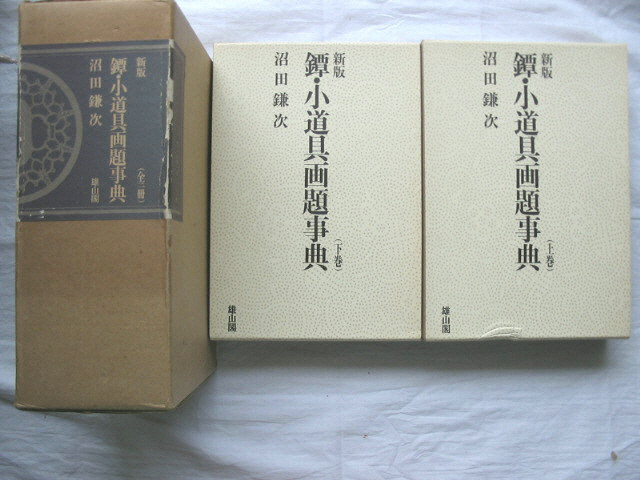 新版
鐔・小道具画題事典
(全二冊)
沼田鎌次
雄山閣
新版
鐔・小道具画題事典
(下巻)
沼田鎌次
雄山閣
新版
鐔・小道具画題事典
(上巻)
沼田鎌次
雄山閣